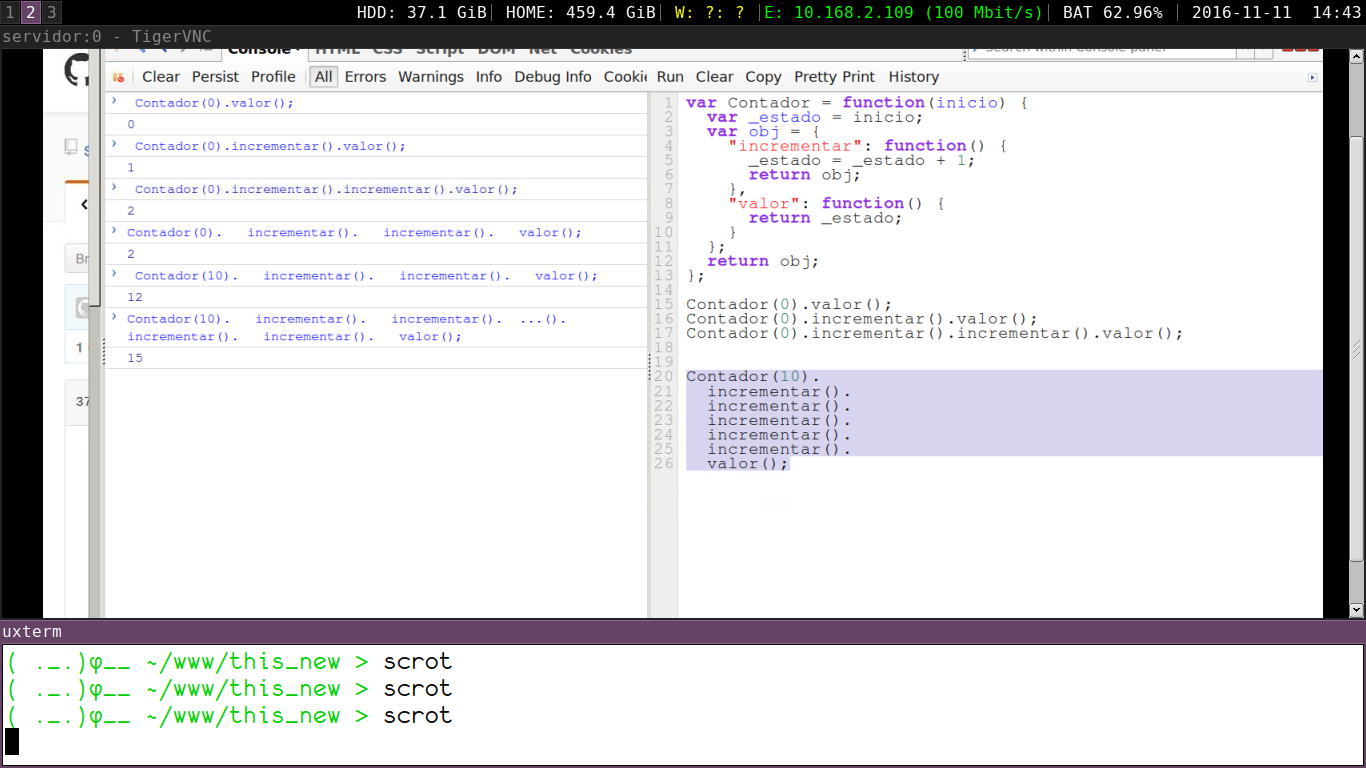 1 2 3 HDD: 37.1 GiB| HOME: 459.4 GiB| W: ?: ? |E: 10.168.2.109 (100 Mbit/s)| BAT 62.96% | 2016-11-11 14:43
servidor:0 - TigerVNC
Console HTML CSS Script DOM Net Cookies Search within Console panel
Clear Persist Profile All Errors Warnings Info Debug Info Cookie Run Clear Copy Pretty Print History
> Contador(0).valor();
0
> Contador(0).incrementar().valor();
1
> Contador(0).incrementar().incrementar().valor();
2
> Contador(0). incrementar(). incrementar(). valor();
2
> Contador(10). incrementar(). incrementar(). valor();
12
> Contador(10). incrementar(). incrementar(). ...().
incrementar(). incrementar(). valor();
15
1 var Contador = function(inicio) {
2 var _estado = inicio;
3 var obj = {
4 "incrementar": function() {
5 _estado = _estado + 1;
6 return obj;
7 },
8 "valor": function() {
9 return _estado;
10 }
11 };
12 return obj;
13 };
14
15 Contador(0).valor();
16 Contador(0).incrementar().valor();
17 Contador(0).incrementar().incrementar().valor();
18
19
20 Contador(10).
21 incrementar().
22 incrementar().
23 incrementar().
24 incrementar().
25 incrementar().
26 valor();
Br
1
37
uxterm
( ._.)φ__ ~/www/this_new > scrot
( ._.)φ__ ~/www/this_new > scrot
( ._.)φ__ ~/www/this_new > scrot